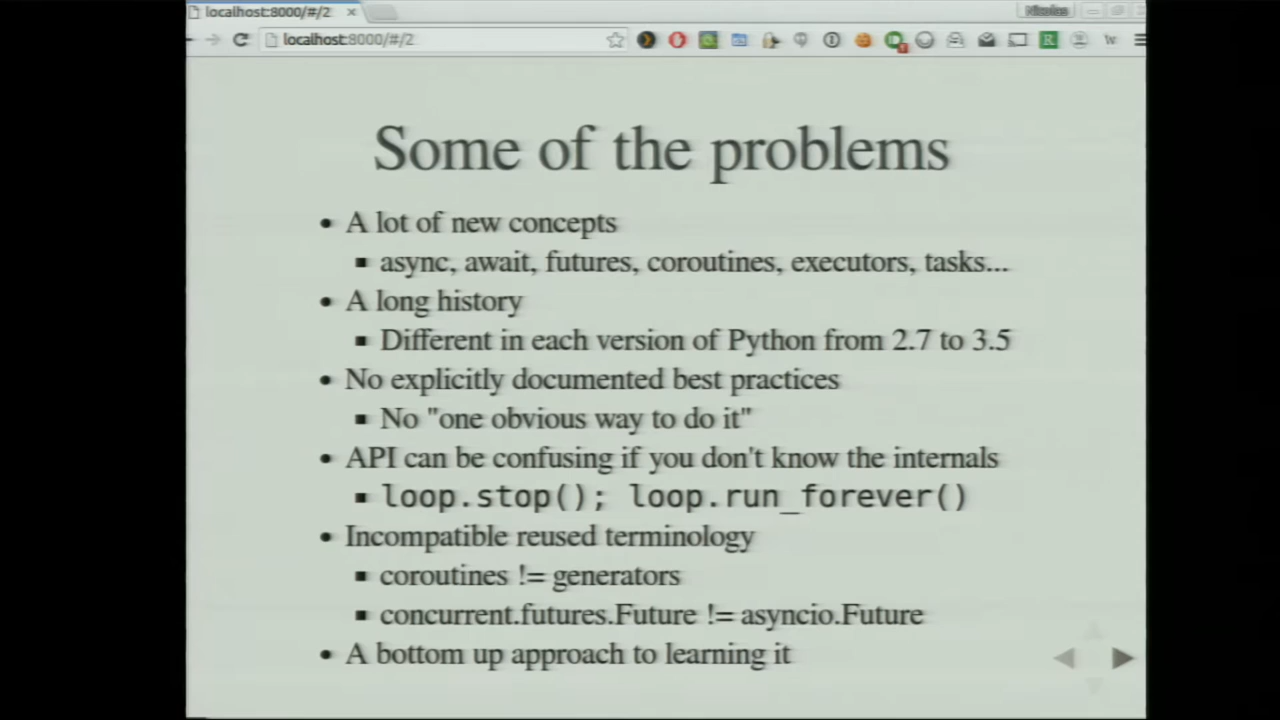 localhost:8000/#/2
Nicolas
localhost:8000/#/2
Some of the problems
A lot of new concepts
async, await, futures, coroutines, executors, tasks...
A long history
Different in each version of Python from 2.7 to 3.5
No explicitly documented best practices
No "one obvious way to do it"
API can be confusing if you don't know the internals
loop.stop(); loop.run_forever()
Incompatible reused terminology
coroutines != generators
concurrent.futures.Future != asyncio.Future
A bottom up approach to learning it